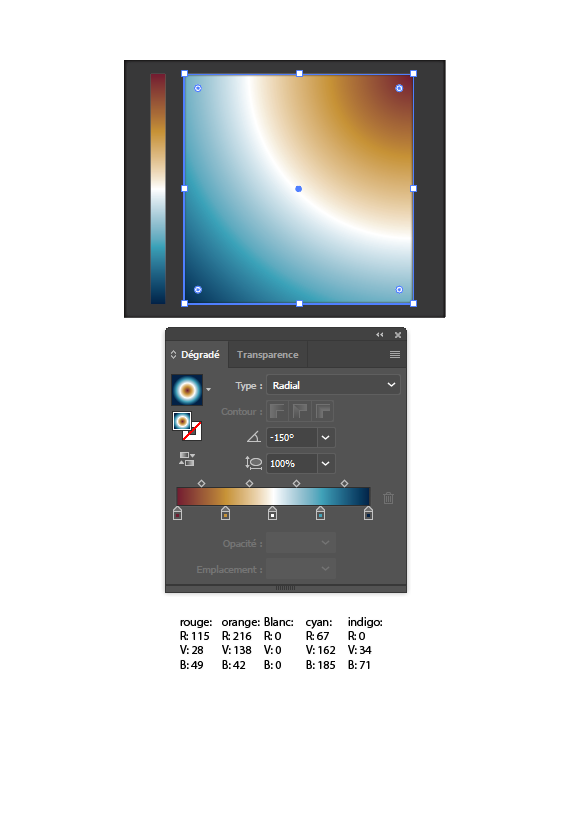 Dégradé Transparence
Type : Radial
Contour :
-150°
100%
Opacité :
Emplacement :
rouge: orange: Blanc: cyan: indigo:
R: 115 R: 216 R: 0 R: 67 R: 0
V: 28 V: 138 V: 0 V: 162 V: 34
B: 49 B: 42 B: 0 B: 185 B: 71